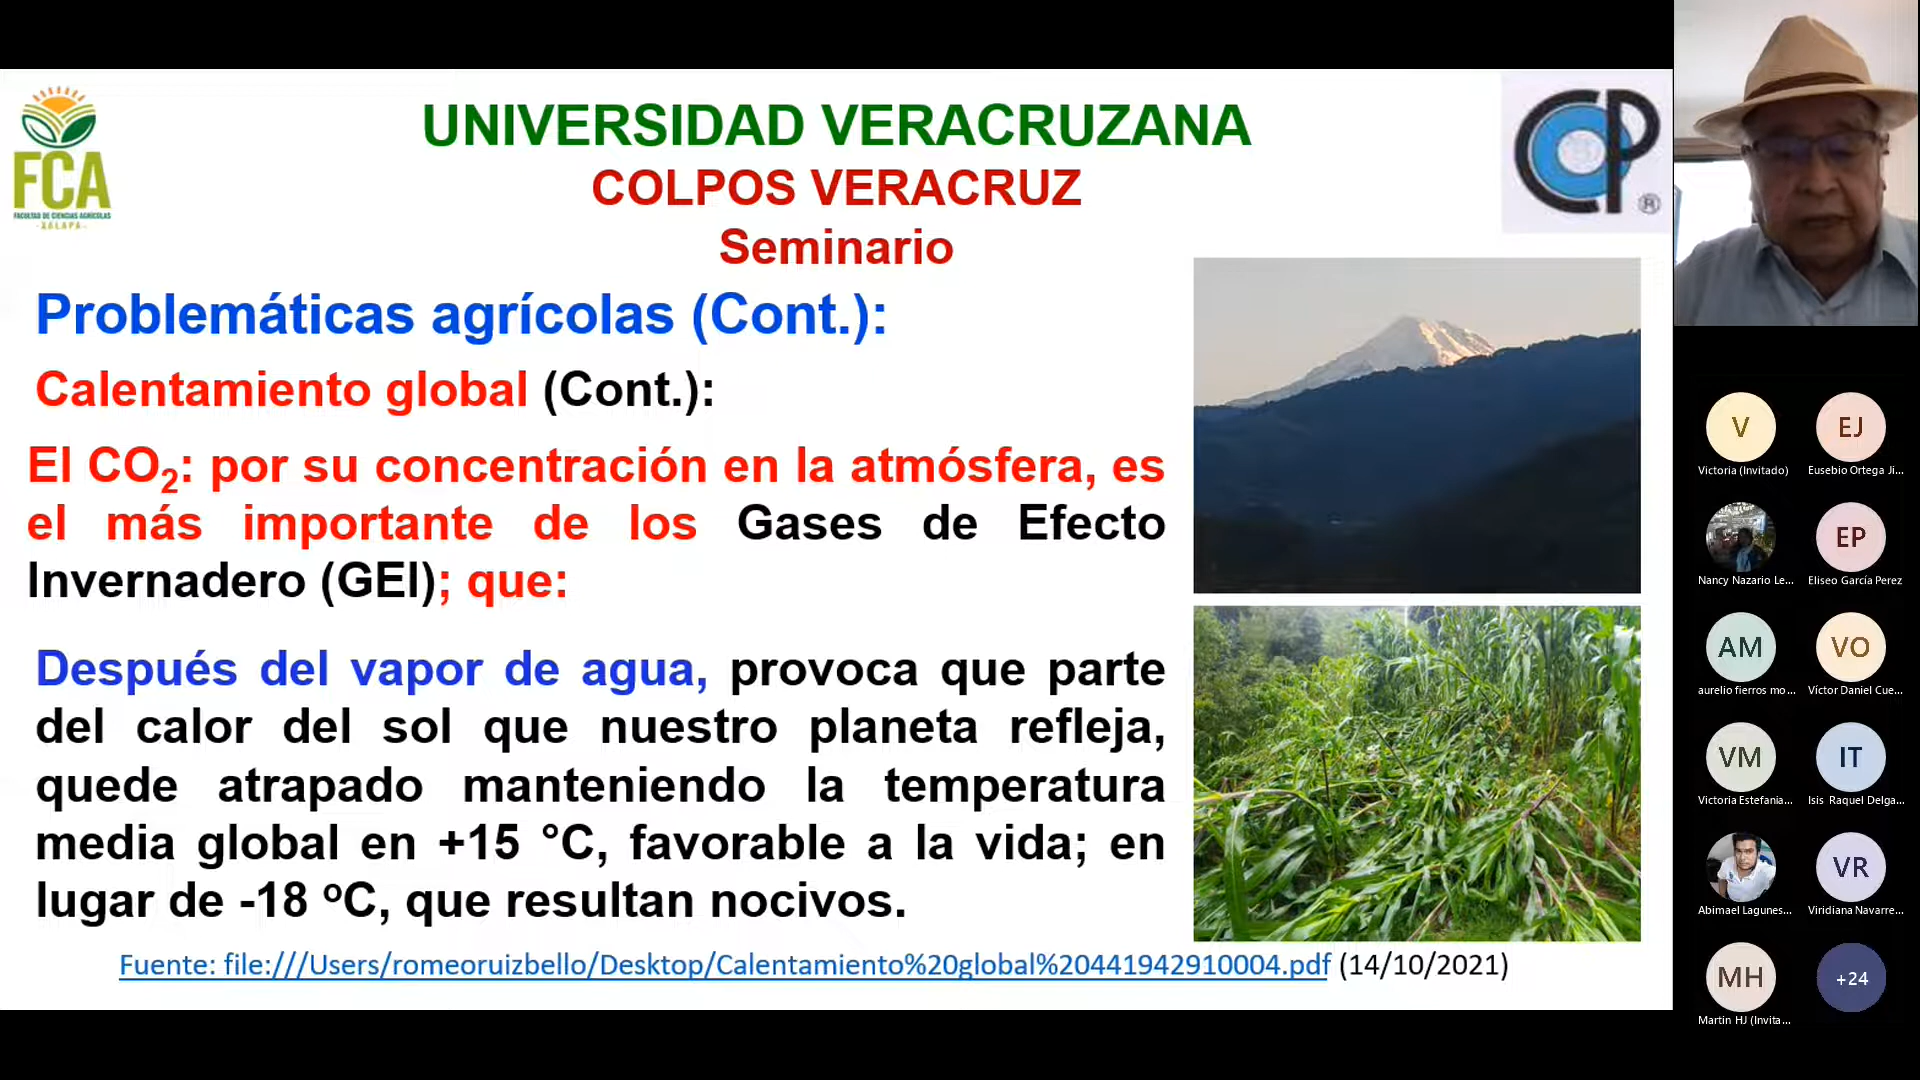 FCA
FACULTAD DE CIENCIAS AGRÍCOLAS
-XALAPA-
UNIVERSIDAD VERACRUZANA
COLPOS VERACRUZ
Seminario
CP
®
Problemáticas agrícolas (Cont.):
Calentamiento global (Cont.):
El CO₂: por su concentración en la atmósfera, es
el más importante de los Gases de Efecto
Invernadero (GEI); que:
Después del vapor de agua, provoca que parte
del calor del sol que nuestro planeta refleja,
quede atrapado manteniendo la temperatura
media global en +15 °C, favorable a la vida; en
lugar de -18 ºC, que resultan nocivos.
Fuente: file:///Users/romeoruizbello/Desktop/Calentamiento%20global%20441942910004.pdf (14/10/2021)
V
Victoria (Invitado)
EJ
Eusebio Ortega Ji...
Nancy Nazario Le...
EP
Eliseo García Perez
AM
aurelio fierros mo...
VO
Víctor Daniel Cue...
VM
Victoria Estefania...
IT
Isis Raquel Delga...
Abimael Lagunes...
VR
Viridiana Navarre...
MH
Martin HJ (Invita...
+24